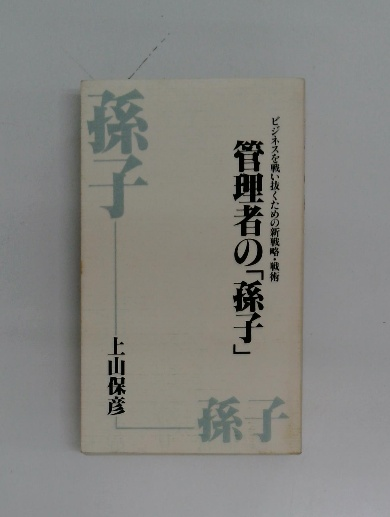 ビジネスを戦い抜くための新戦略・戦術
管理者の「孫子」
孫子
上山保彦
孫子